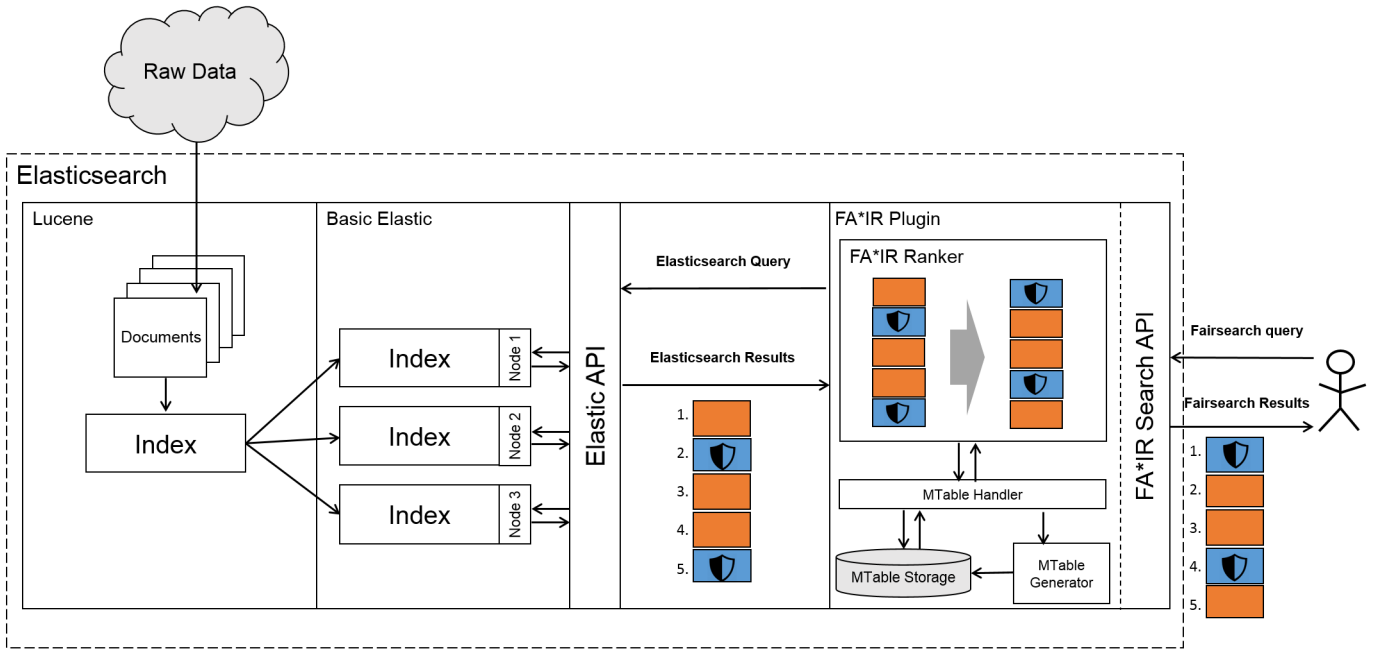 Raw Data
Elasticsearch
Lucene
Documents
Index
Basic Elastic
Index
Node 1
Index
Node 2
Index
Node 3
Elastic API
Elasticsearch Query
Elasticsearch Results
1.
2.
3.
4.
5.
FA*IR Plugin
FA*IR Ranker
MTable Handler
MTable Storage
MTable
Generator
FA*IR Search API
Fairsearch query
Fairsearch Results
1.
2.
3.
4.
5.